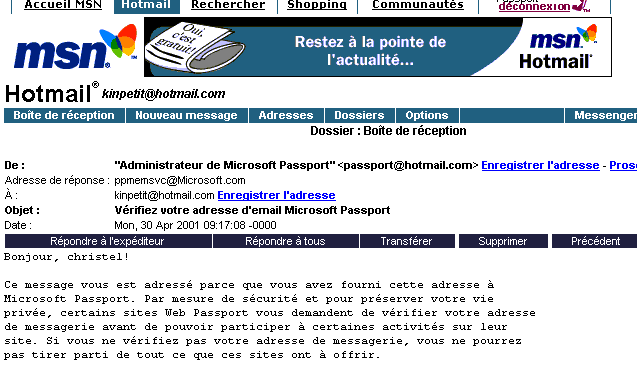 Accueil MSN Hotmail Rechercher Shopping Communautés déconnexion
msn Oui, c'est gratuit! Restez à la pointe de l'actualité... msn Hotmail
Hotmail® kinpetit@hotmail.com
Boîte de réception Nouveau message Adresses Dossiers Options Messenger
Dossier : Boîte de réception
De : "Administrateur de Microsoft Passport" <passport@hotmail.com> Enregistrer l'adresse -
Adresse de réponse : ppmemsvc@Microsoft.com
À : kinpetit@hotmail.com Enregistrer l'adresse
Objet : Vérifiez votre adresse d'email Microsoft Passport
Date : Mon, 30 Apr 2001 09:17:08 -0000
Répondre à l'expéditeur Répondre à tous Transférer Supprimer Précédent
Bonjour, christel!
Ce message vous est adressé parce que vous avez fourni cette adresse à
Microsoft Passport. Par mesure de sécurité et pour préserver votre vie
privée, certains sites Web Passport vous demandent de vérifier votre adresse
de messagerie avant de pouvoir participer à certaines activités sur leur
site. Si vous ne vérifiez pas votre adresse de messagerie, vous ne pourrez
pas tirer parti de tout ce que ces sites ont à offrir.